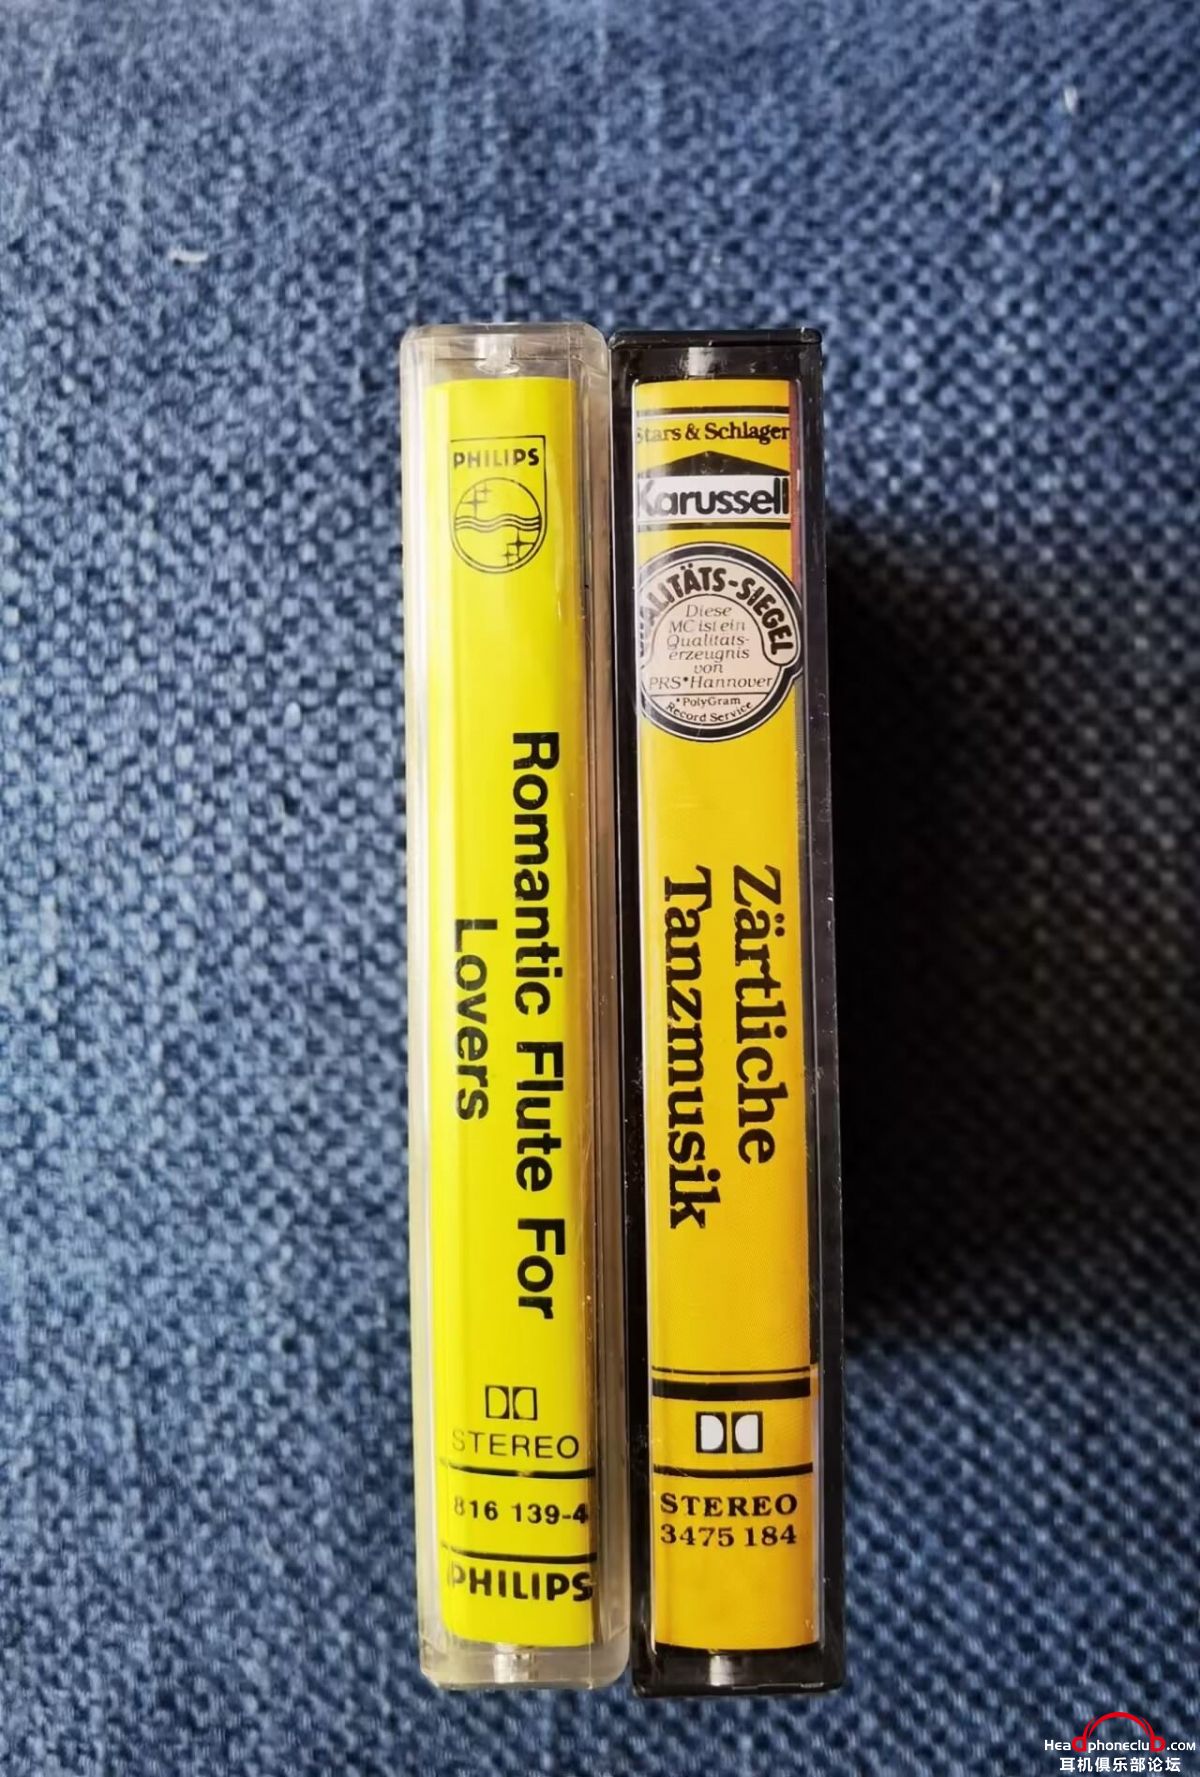 PHILIPS
Romantic Flute For
Lovers
STEREO
816 139-4
PHILIPS
Stars & Schlager
Karussell
QUALITÄTS-SIEGEL
Diese
MC ist ein
Qualitäts-
erzeugnis
von
PRS*Hannover
*PolyGram
Record Service
Zärtliche
Tanzmusik
STEREO
3475 184
Headphoneclub.com
耳机俱乐部论坛